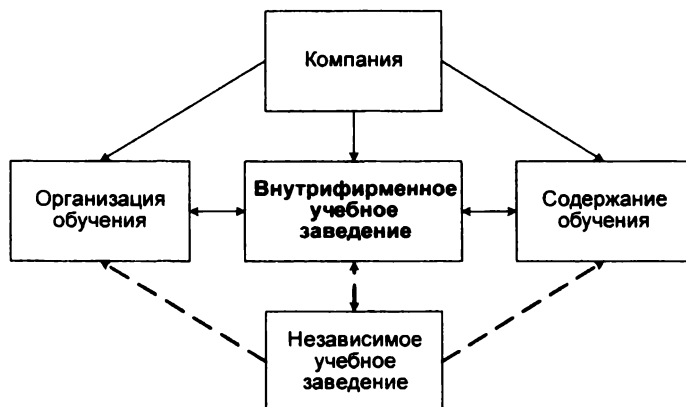 Компания
Организация
обучения
Внутрифирменное
учебное
заведение
Содержание
обучения
Независимое
учебное
заведение